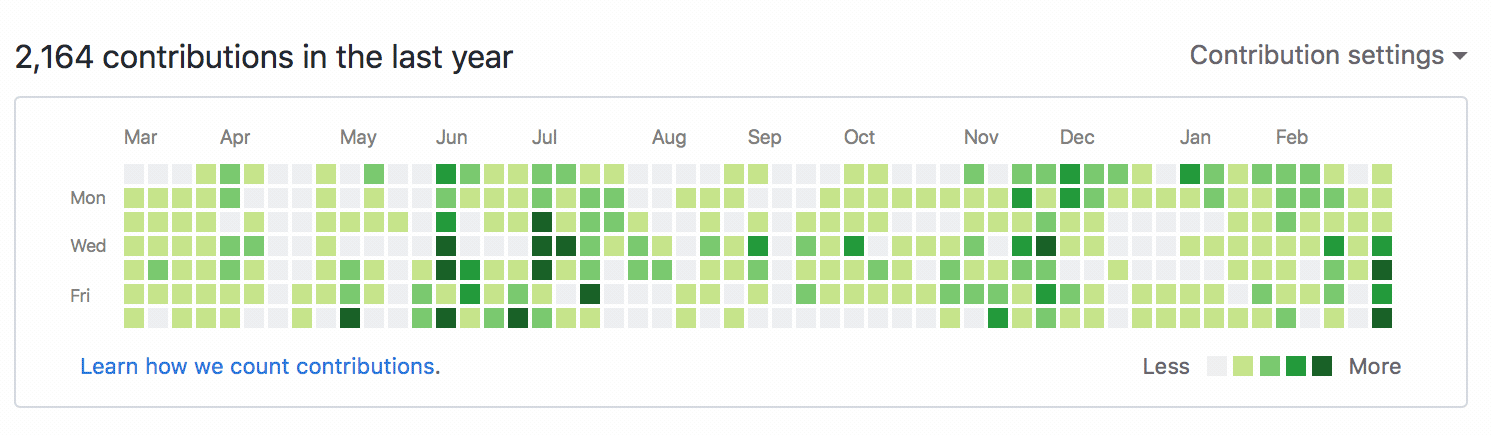 2,164 contributions in the last year
Contribution settings
Mar Apr May Jun Jul Aug Sep Oct Nov Dec Jan Feb
Mon
Wed
Fri
Learn how we count contributions.
Less More